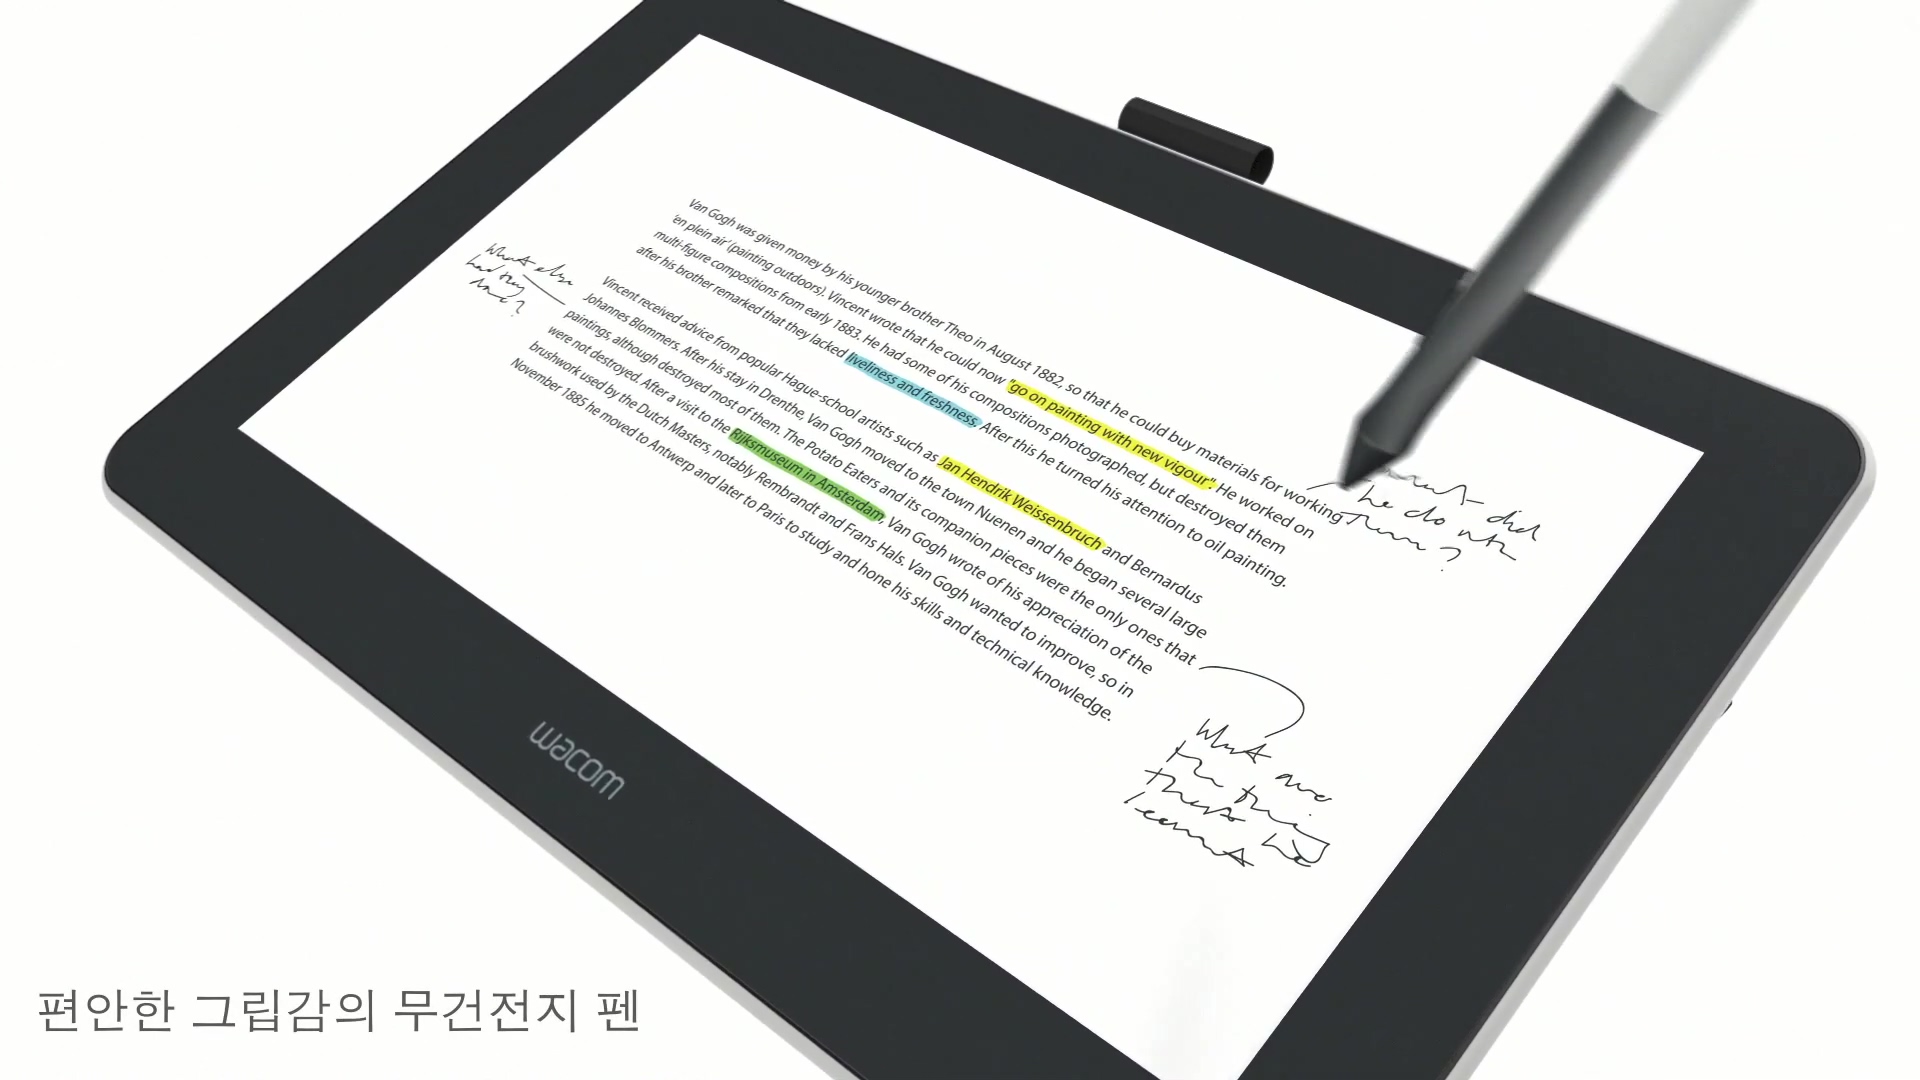 Van Gogh was given money by his younger brother Theo in August 1882, so that he could buy materials for working
'en plein air' (painting outdoors). Vincent wrote that he could now "go on painting with new vigour". He worked on
multi-figure compositions from early 1883. He had some of his compositions photographed, but destroyed them
after his brother remarked that they lacked liveliness and freshness. After this he turned his attention to oil painting.
What else
had they
done?
Vincent received advice from popular Hague-school artists such as Jan Hendrik Weissenbruch and Bernardus
Johannes Blommers. After his stay in Drenthe, Van Gogh moved to the town Nuenen and he began several large
paintings, although destroyed most of them. The Potato Eaters and its companion pieces were the only ones that
were not destroyed. After a visit to the Rijksmuseum in Amsterdam, Van Gogh wrote of his appreciation of the
brushwork used by the Dutch Masters, notably Rembrandt and Frans Hals. Van Gogh wanted to improve, so in
November 1885 he moved to Antwerp and later to Paris to study and hone his skills and technical knowledge.
did
he do with
them?
What are
the
that he
learnt
wacom
편안한 그립감의 무건전지 펜